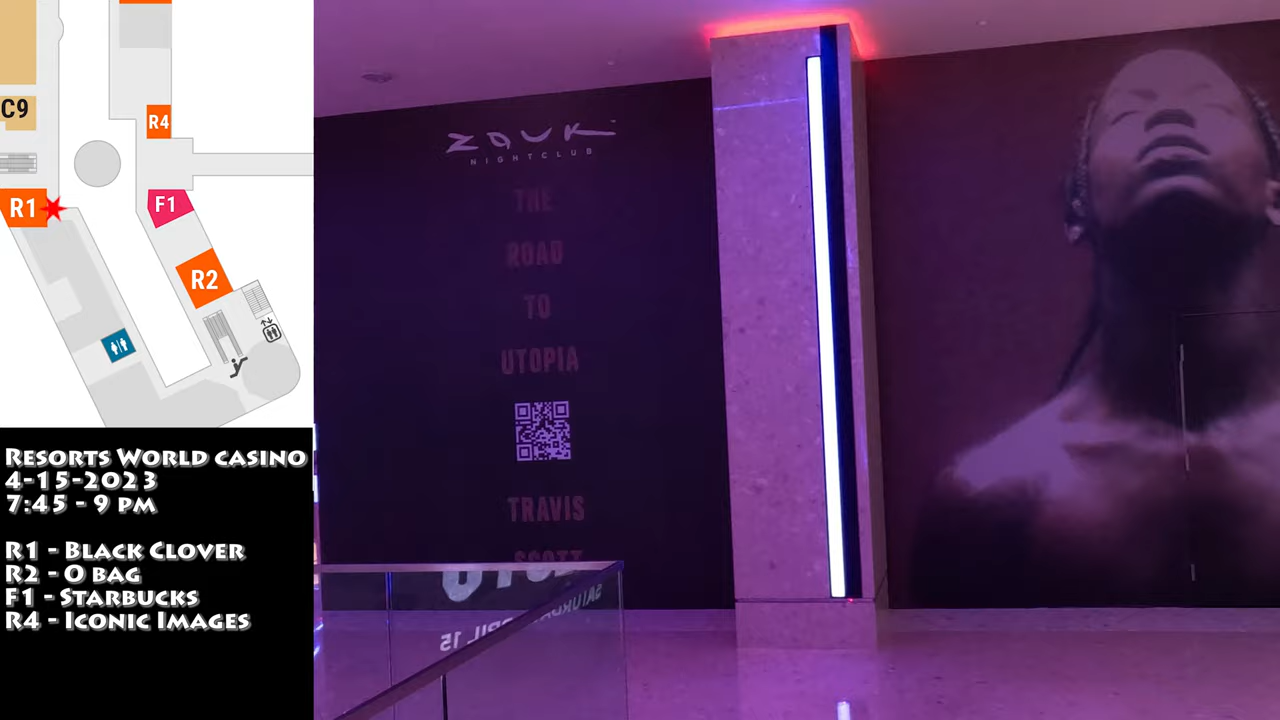 C9
R4
R1
F1
R2
RESORTS WORLD CASINO
4-15-2023
7:45 - 9 PM
R1 - BLACK CLOVER
R2 - O BAG
F1 - STARBUCKS
R4 - ICONIC IMAGES
ZOUK
NIGHTCLUB
THE
ROAD
TO
UTOPIA
TRAVIS
SCOTT